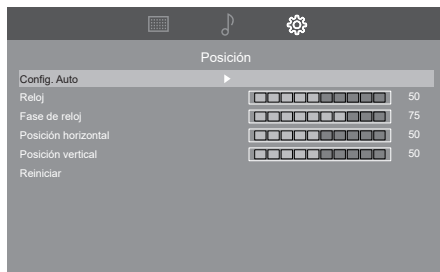 Posición
Config. Auto
Reloj 50
Fase de reloj 75
Posición horizontal 50
Posición vertical 50
Reiniciar